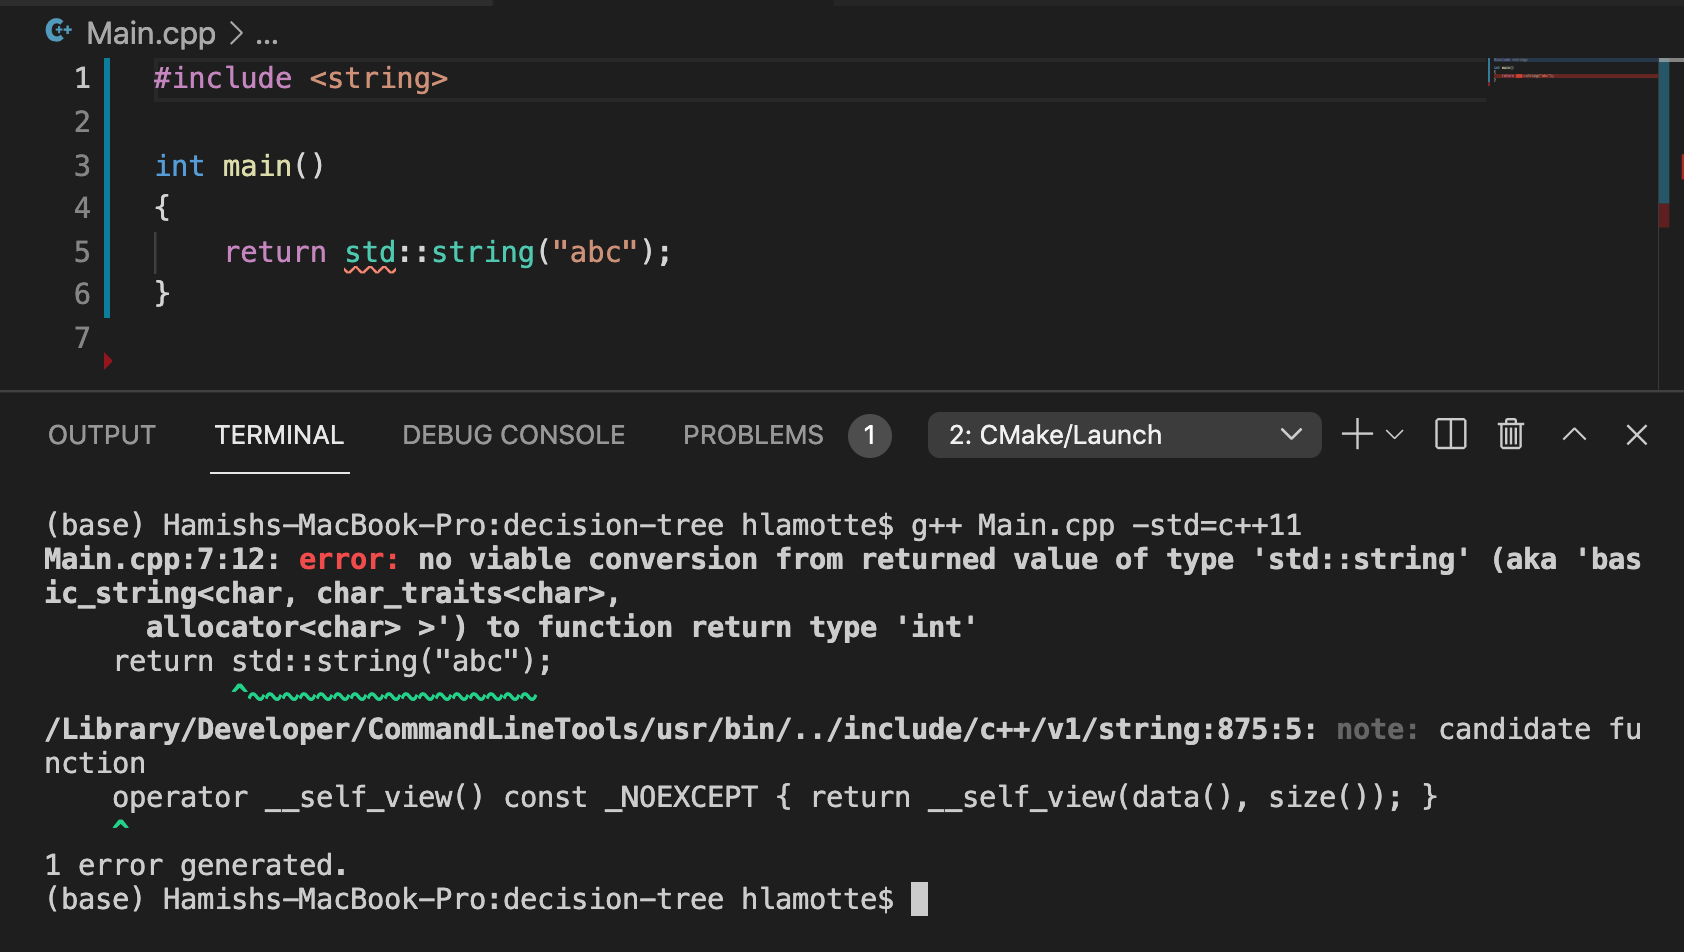 Main.cpp > ...
1 #include <string>
2
3 int main()
4 {
5     return std::string("abc");
6 }
7
OUTPUT TERMINAL DEBUG CONSOLE PROBLEMS 1 2: CMake/Launch
(base) Hamishs-MacBook-Pro:decision-tree hlamotte$ g++ Main.cpp -std=c++11
Main.cpp:7:12: error: no viable conversion from returned value of type 'std::string' (aka 'bas
ic_string<char, char_traits<char>,
      allocator<char> >') to function return type 'int'
    return std::string("abc");
           ^~~~~~~~~~~~~~~~~~
/Library/Developer/CommandLineTools/usr/bin/../include/c++/v1/string:875:5: note: candidate fu
nction
    operator __self_view() const _NOEXCEPT { return __self_view(data(), size()); }
    ^
1 error generated.
(base) Hamishs-MacBook-Pro:decision-tree hlamotte$